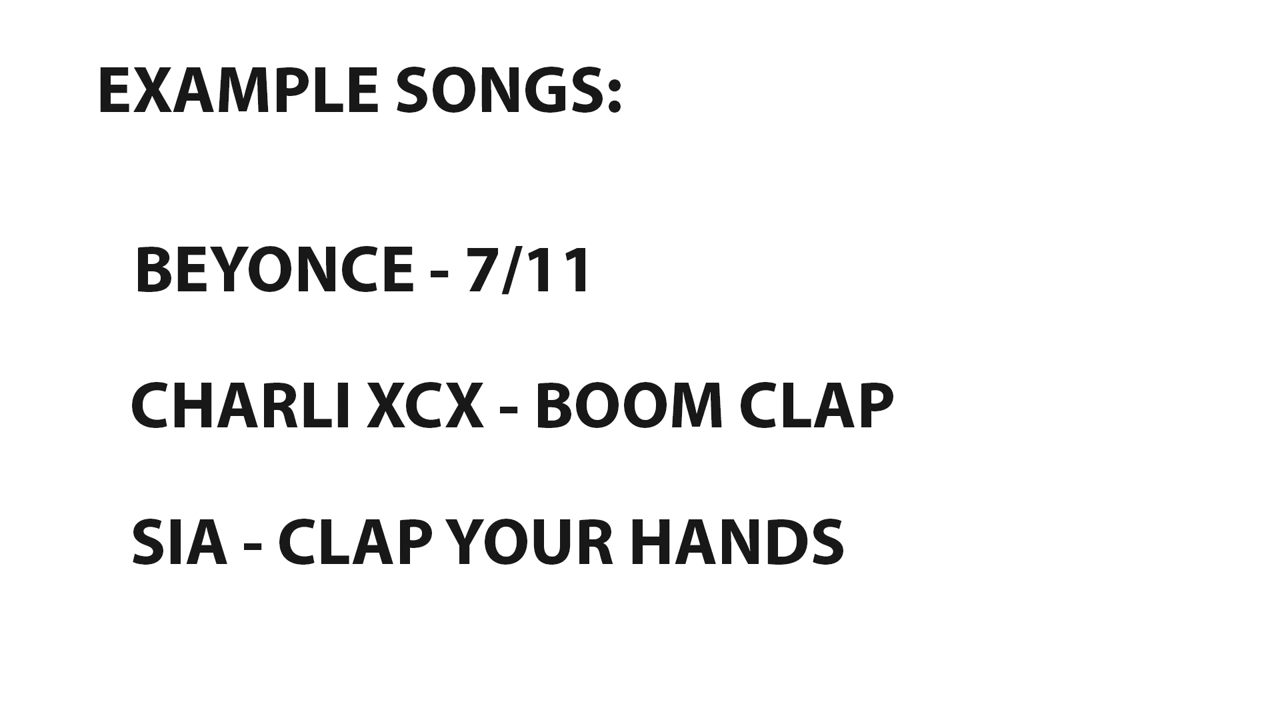 EXAMPLE SONGS:
BEYONCE - 7/11
CHARLI XCX - BOOM CLAP
SIA - CLAP YOUR HANDS